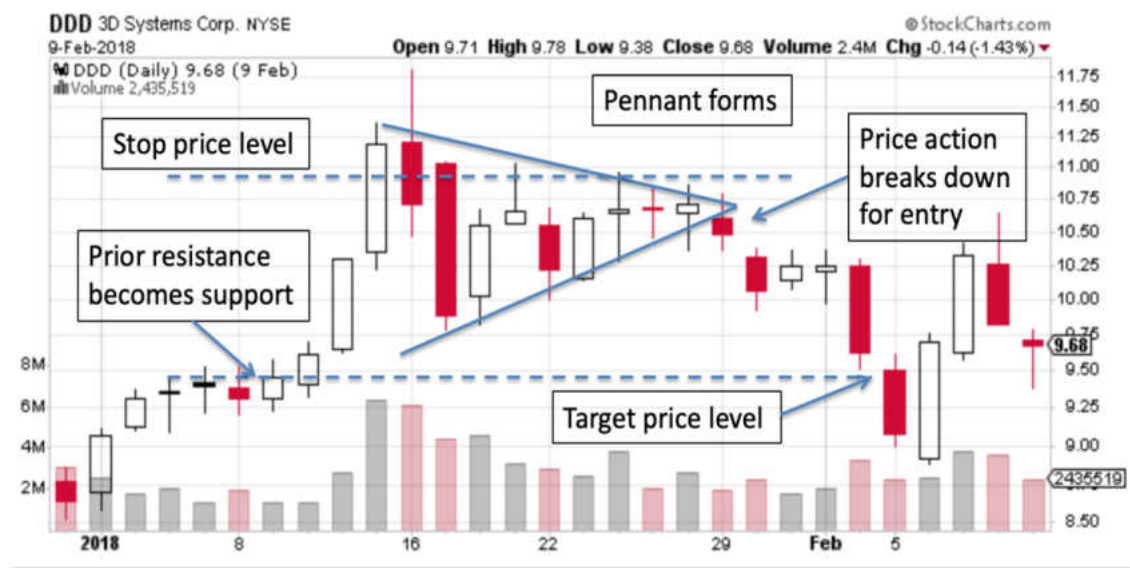 DDD 3D Systems Corp. NYSE
© StockCharts.com
9-Feb-2018
Open 9.71 High 9.78 Low 9.38 Close 9.68 Volume 2.4M Chg -0.14 (-1.43%)
DDD (Daily) 9.68 (9 Feb)
Volume 2,435,519
Pennant forms
Stop price level
Price action
breaks down
for entry
Prior resistance
becomes support
Target price level
11.75
11.50
11.25
11.00
10.75
10.50
10.25
10.00
9.68
9.50
9.25
9.00
2435519
8.50
8M
6M
4M
2M
2018
8
16
22
29
Feb
5